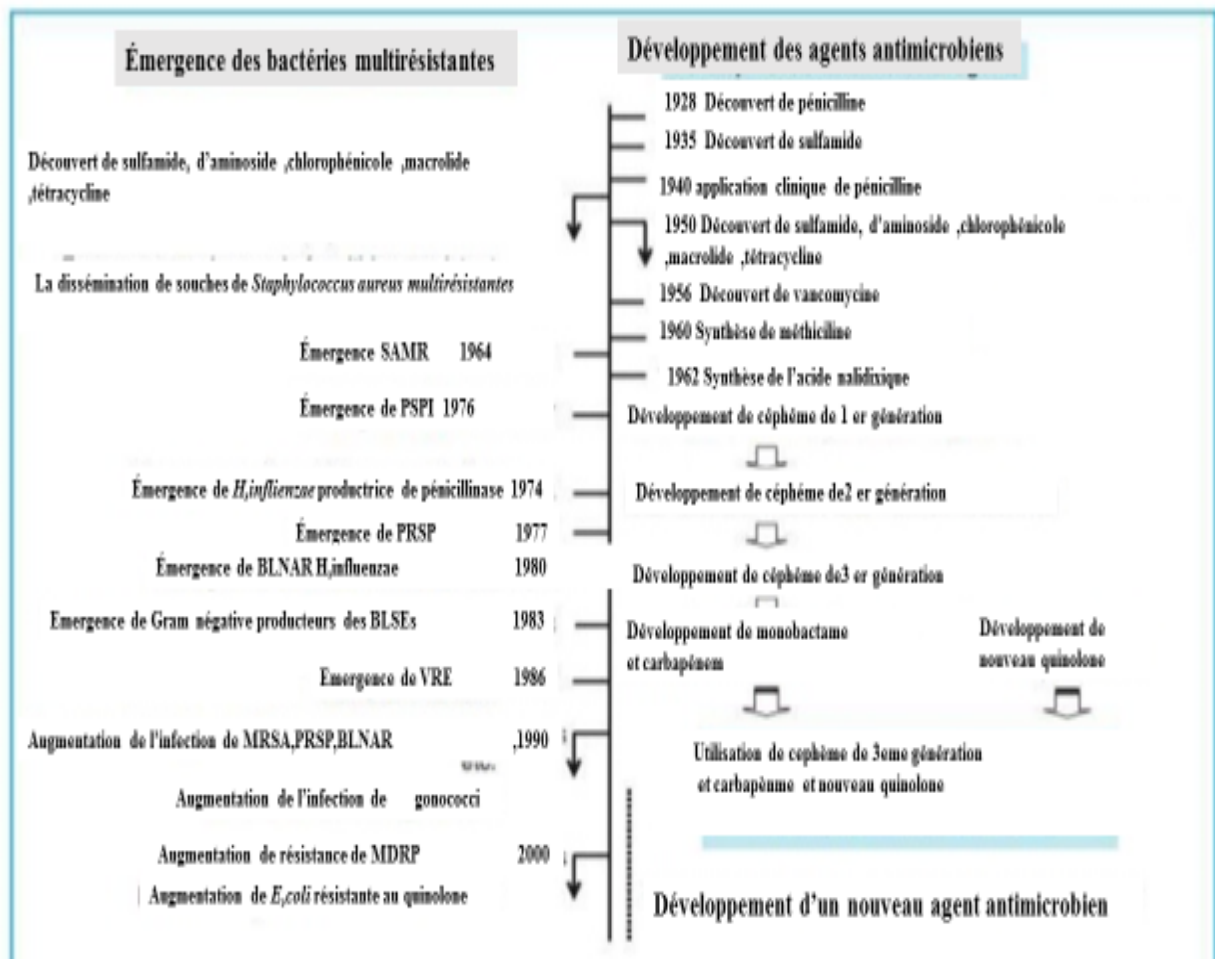 Émergence des bactéries multirésistantes
Découvert de sulfamide, d'aminoside ,chlorophénicole ,macrolide
,tétracycline
La dissémination de souches de Staphylococcus aureus multirésistantes
Émergence SAMR 1964
Émergence de PSPI 1976
Émergence de H,inflienzae productrice de pénicillinase 1974
Émergence de PRSP 1977
Émergence de BLNAR H,influenzae 1980
Emergence de Gram négative producteurs des BLSEs 1983
Emergence de VRE 1986
Augmentation de l'infection de MRSA,PRSP,BLNAR ,1990
Augmentation de l'infection de gonococci
Augmentation de résistance de MDRP 2000
Augmentation de E,coli résistante au quinolone
Développement des agents antimicrobiens
1928 Découvert de pénicilline
1935 Découvert de sulfamide
1940 application clinique de pénicilline
1950 Découvert de sulfamide, d'aminoside ,chlorophénicole
,macrolide ,tétracycline
1956 Découvert de vancomycine
1960 Synthèse de méthiciline
1962 Synthèse de l'acide nalidixique
Développement de céphème de 1 er génération
Développement de céphème de2 er génération
Développement de céphème de3 er génération
Développement de monobactame
et carbapénem
Développement de
nouveau quinolone
Utilisation de cephème de 3eme génération
et carbapènme et nouveau quinolone
Développement d'un nouveau agent antimicrobien